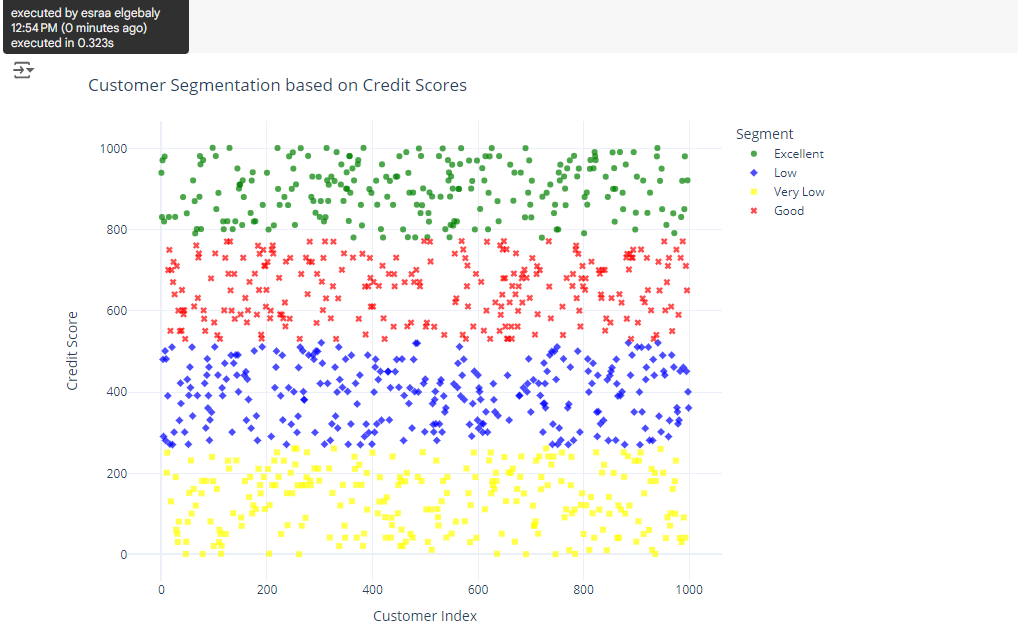 executed by esraa elgebaly
12:54 PM (0 minutes ago)
executed in 0.323s
Customer Segmentation based on Credit Scores
Segment
Excellent
Low
Very Low
Good
1000
800
600
400
200
0
Credit Score
0 200 400 600 800 1000
Customer Index